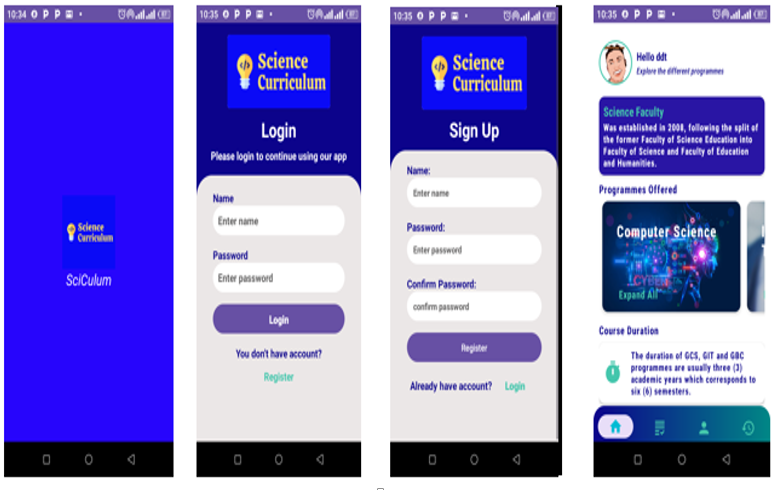 10:34
Science
Curriculum
SciCulum
10:35
Science
Curriculum
Login
Please login to continue using our app
Name
Enter name
Password
Enter password
Login
You don't have account?
Register
10:35
Science
Curriculum
Sign Up
Name:
Enter name
Password:
Enter password
Confirm Password:
confirm password
Register
Already have account? Login
10:35
Hello ddt
Explore the different programmes
Science Faculty
Was established in 2008, following the split of
the former Faculty of Science Education into
Faculty of Science and Faculty of Education
and Humanities.
Programmes Offered
Computer Science
CYBER
Expand All
Course Duration
The duration of GCS, GIT and GBC
programmes are usually three (3)
academic years which corresponds to
six (6) semesters.